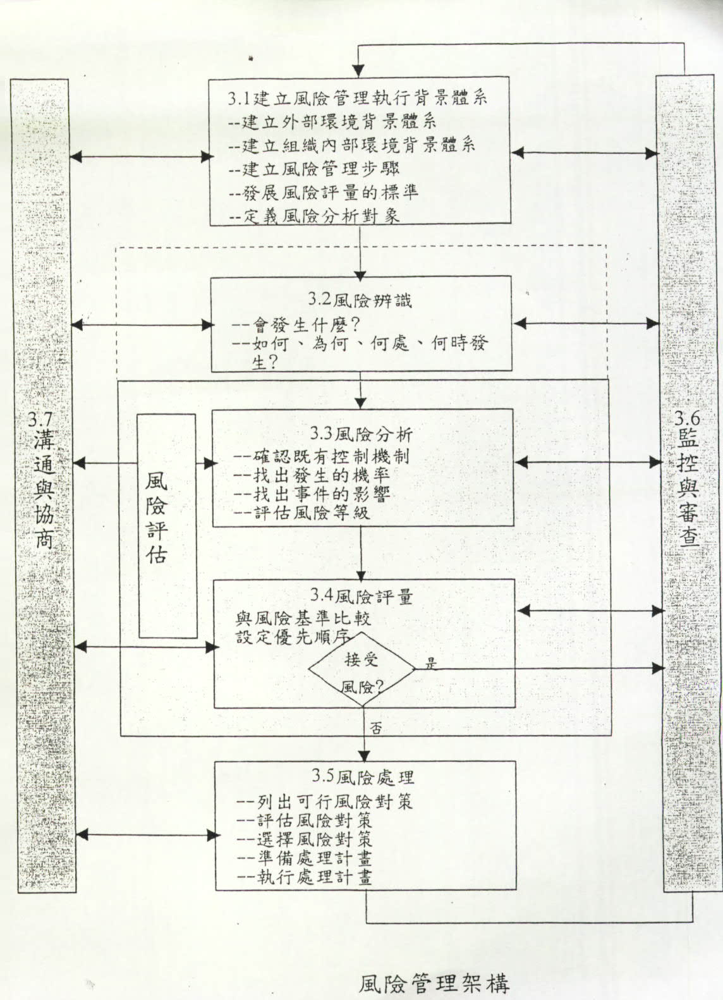 3.1建立風險管理執行背景體系
--建立外部環境背景體系
--建立組織內部環境背景體系
--建立風險管理步驟
--發展風險評量的標準
--定義風險分析對象
3.2風險辨識
--會發生什麼?
--如何、為何、何處、何時發
生?
3.7
溝通與協商
風險評估
3.3風險分析
--確認既有控制機制
--找出發生的機率
--找出事件的影響
--評估風險等級
3.6
監控與審查
3.4風險評量
與風險基準比較
設定優先順序
接受
風險?
是
否
3.5風險處理
--列出可行風險對策
--評估風險對策
--選擇風險對策
--準備處理計畫
--執行處理計畫
風險管理架構